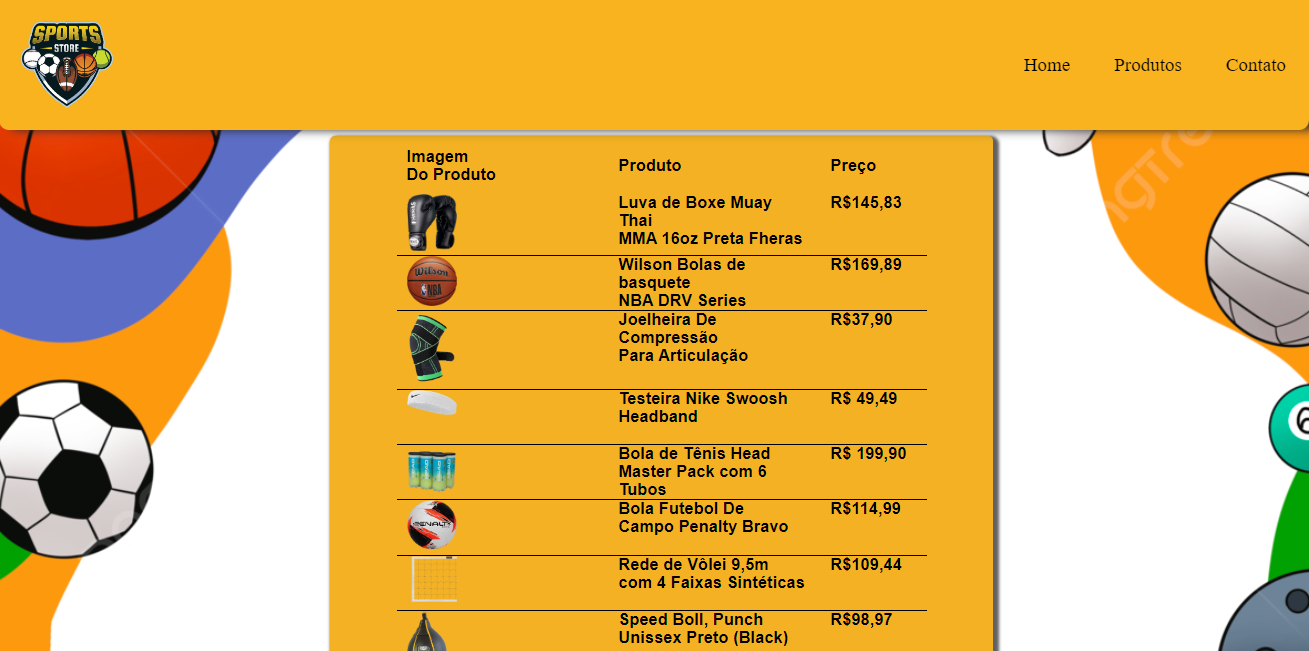 SPORTS
STORE
Home
Produtos
Contato
Imagem
Do Produto
Produto
Preço
Luva de Boxe Muay
Thai
MMA 16oz Preta Fheras
R$145,83
Wilson
NBA
Wilson Bolas de
basquete
NBA DRV Series
R$169,89
Joelheira De
Compressão
Para Articulação
R$37,90
Testeira Nike Swoosh
Headband
R$ 49,49
Bola de Tênis Head
Master Pack com 6
Tubos
R$ 199,90
PENALTY
Bola Futebol De
Campo Penalty Bravo
R$114,99
Rede de Vôlei 9,5m
com 4 Faixas Sintéticas
R$109,44
Speed Boll, Punch
Unissex Preto (Black)
R$98,97